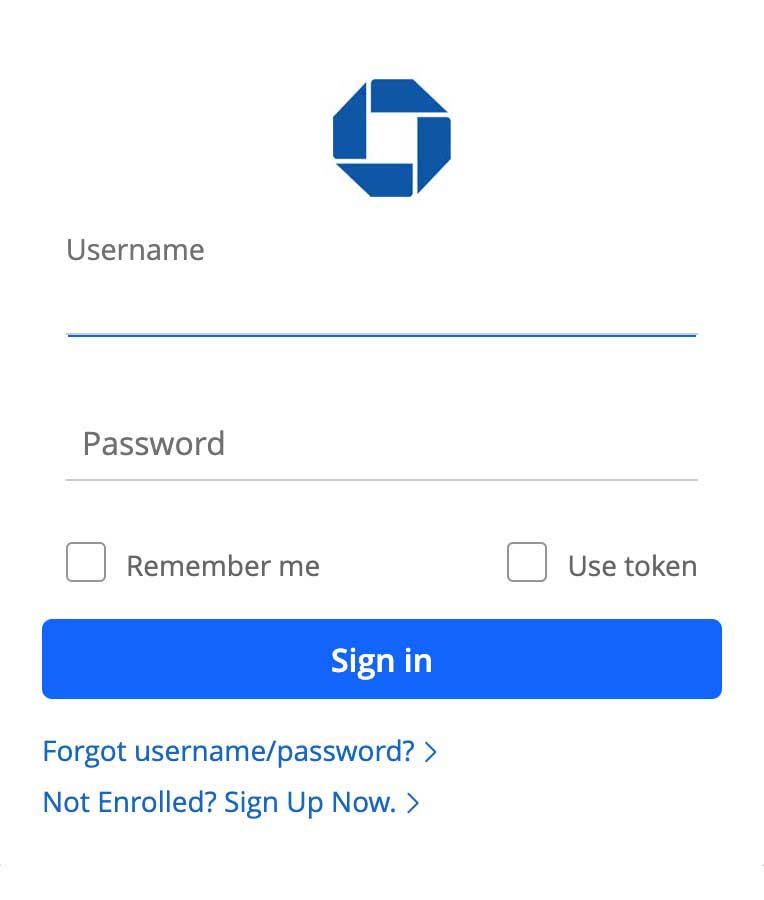 Username
Password
Remember me
Use token
Sign in
Forgot username/password?
Not Enrolled? Sign Up Now.